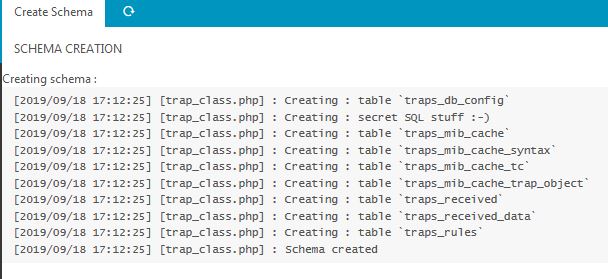 Create Schema
SCHEMA CREATION
Creating schema :
[2019/09/18 17:12:25] [trap_class.php] : Creating : table `traps_db_config`
[2019/09/18 17:12:25] [trap_class.php] : Creating : secret SQL stuff :-)
[2019/09/18 17:12:25] [trap_class.php] : Creating : table `traps_mib_cache`
[2019/09/18 17:12:25] [trap_class.php] : Creating : table `traps_mib_cache_syntax`
[2019/09/18 17:12:25] [trap_class.php] : Creating : table `traps_mib_cache_tc`
[2019/09/18 17:12:25] [trap_class.php] : Creating : table `traps_mib_cache_trap_object`
[2019/09/18 17:12:25] [trap_class.php] : Creating : table `traps_received`
[2019/09/18 17:12:25] [trap_class.php] : Creating : table `traps_received_data`
[2019/09/18 17:12:25] [trap_class.php] : Creating : table `traps_rules`
[2019/09/18 17:12:25] [trap_class.php] : Schema created